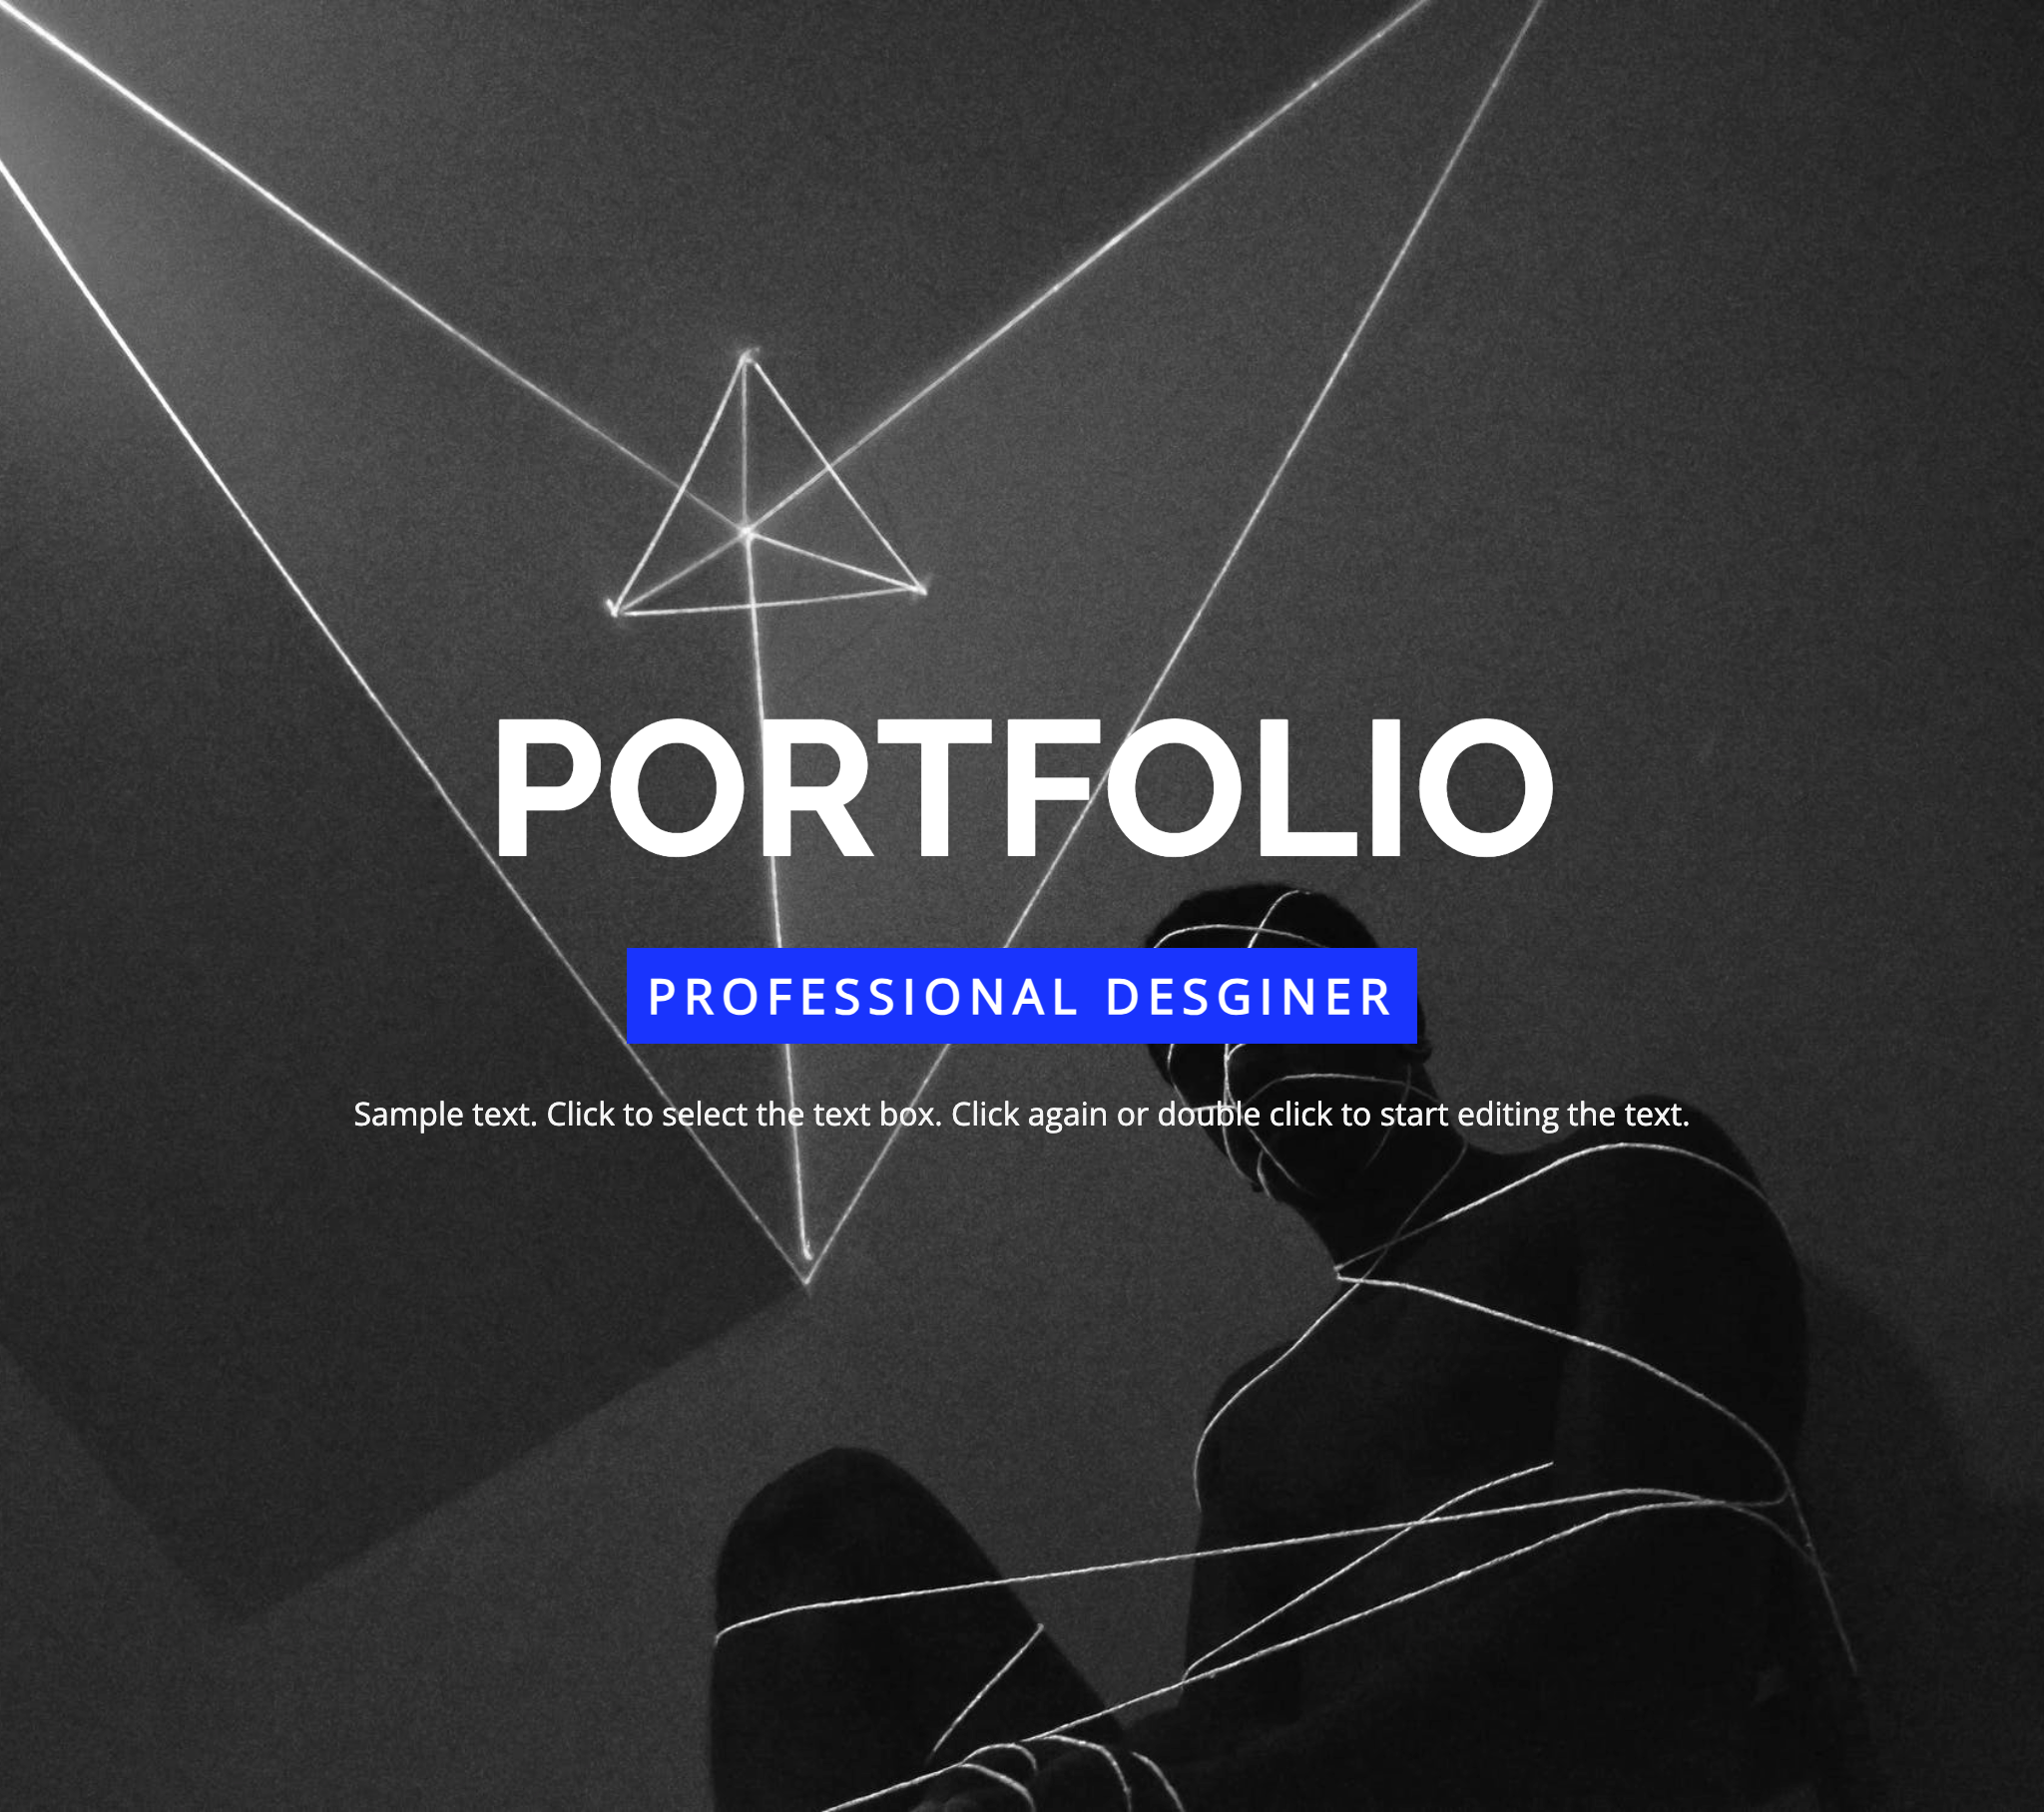 PORTFOLIO
PROFESSIONAL DESGINER
Sample text. Click to select the text box. Click again or double click to start editing the text.